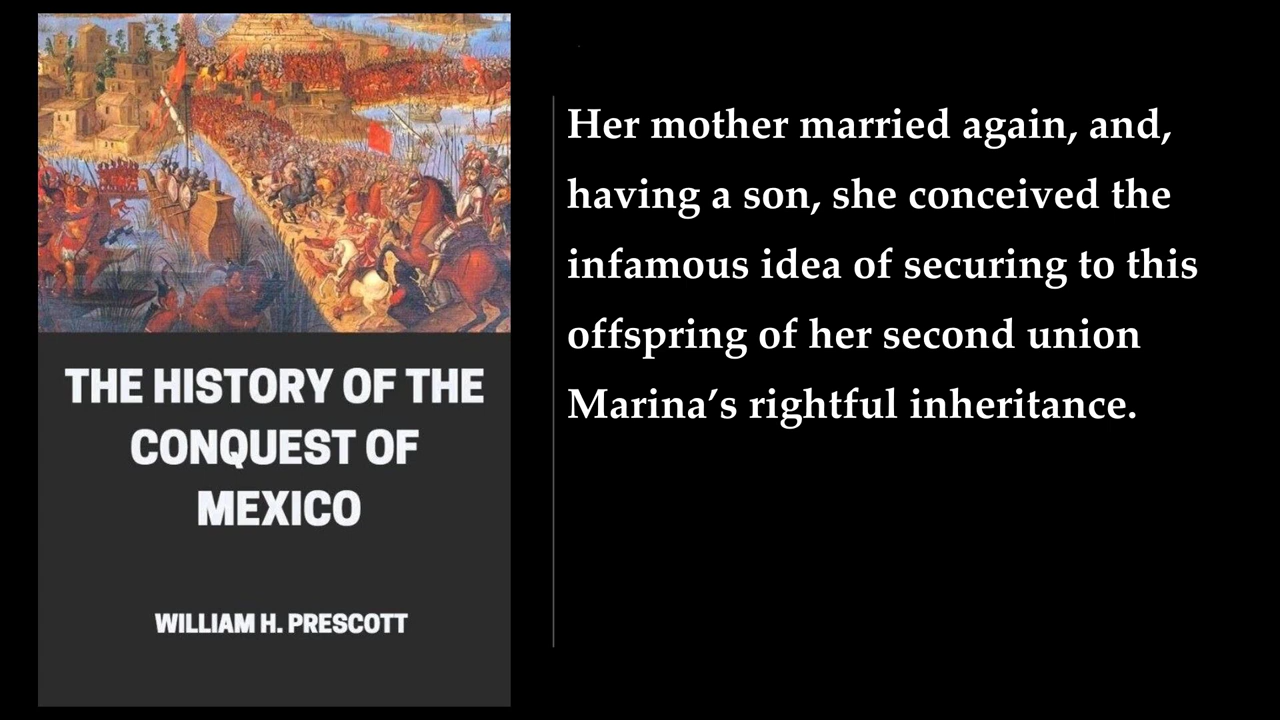 THE HISTORY OF THE
CONQUEST OF
MEXICO
WILLIAM H. PRESCOTT
Her mother married again, and,
having a son, she conceived the
infamous idea of securing to this
offspring of her second union
Marina’s rightful inheritance.